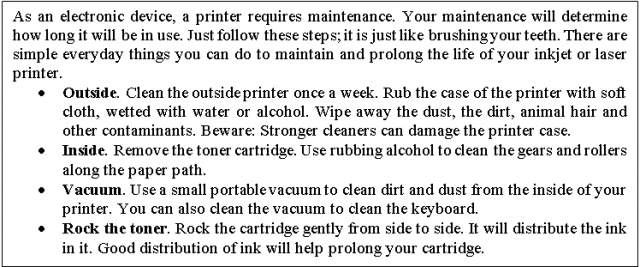 As an electronic device, a printer requires maintenance. Your maintenance will determine
how long it will be in use. Just follow these steps; it is just like brushing your teeth. There are
simple everyday things you can do to maintain and prolong the life of your inkjet or laser
printer.
• Outside. Clean the outside printer once a week. Rub the case of the printer with soft
cloth, wetted with water or alcohol. Wipe away the dust, the dirt, animal hair and
other contaminants. Beware: Stronger cleaners can damage the printer case.
• Inside. Remove the toner cartridge. Use rubbing alcohol to clean the gears and rollers
along the paper path.
• Vacuum. Use a small portable vacuum to clean dirt and dust from the inside of your
printer. You can also clean the vacuum to clean the keyboard.
• Rock the toner. Rock the cartridge gently from side to side. It will distribute the ink
in it. Good distribution of ink will help prolong your cartridge.